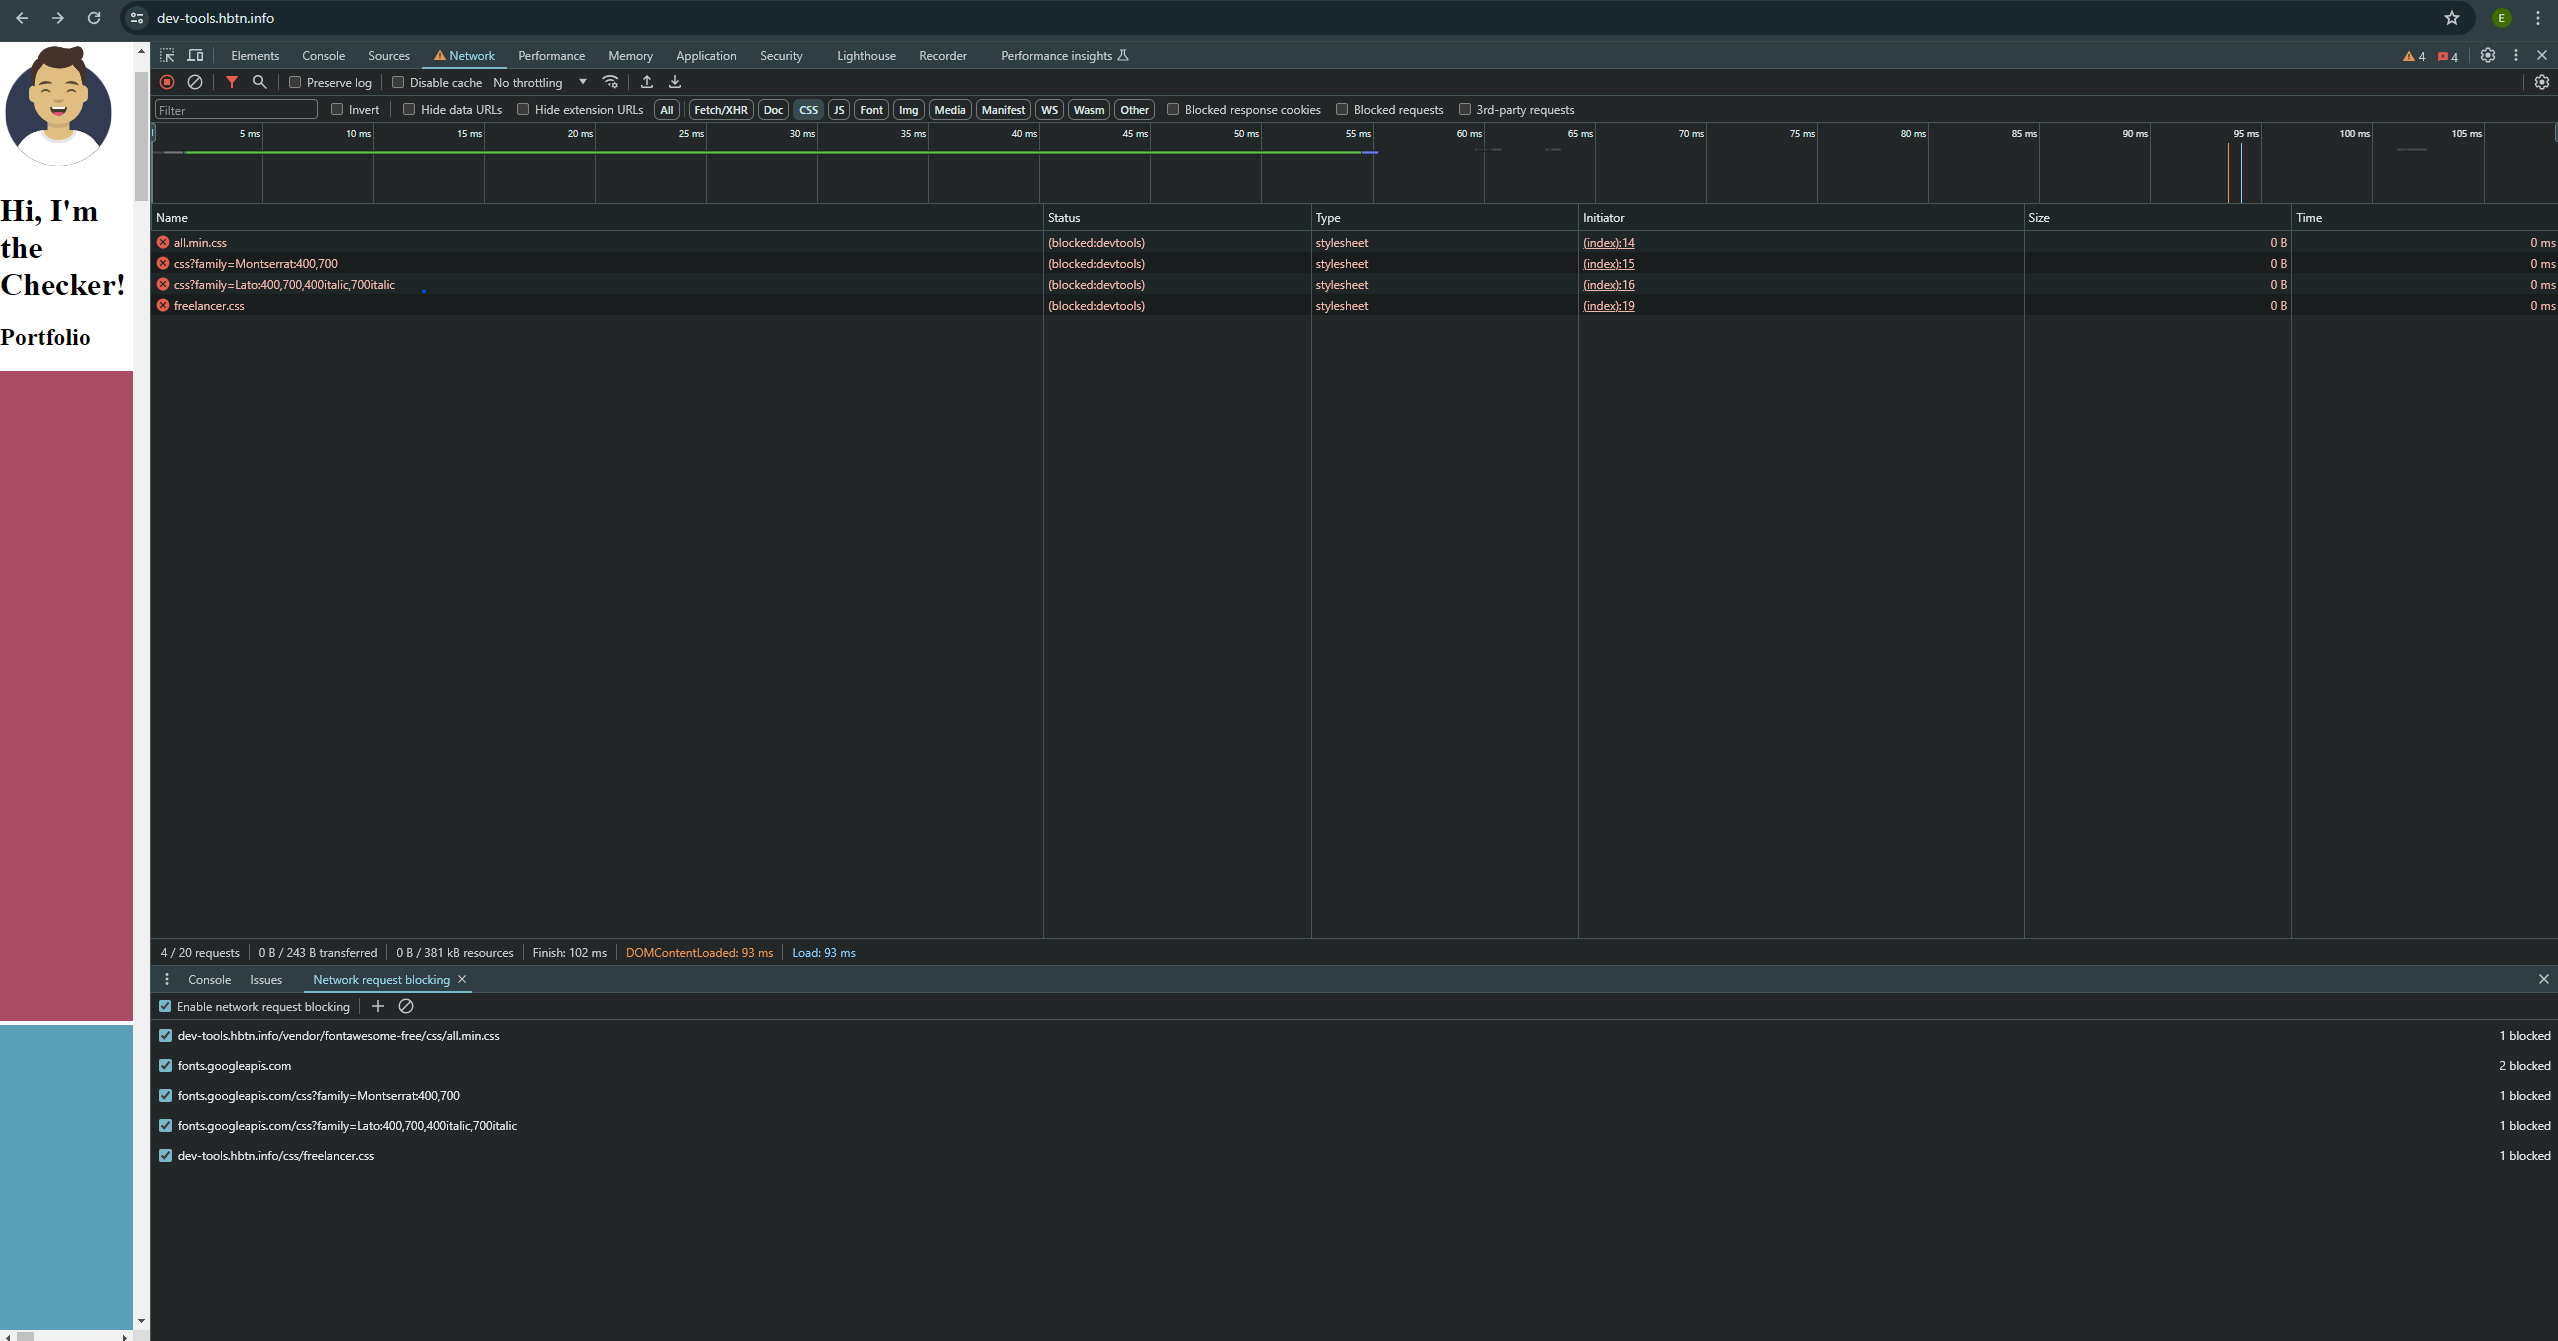 dev-tools.hbtn.info
E
Hi, I'm
the
Checker!
Portfolio
Elements Console Sources Network Performance Memory Application Security Lighthouse Recorder Performance insights 4 4
Preserve log Disable cache No throttling
Filter Invert Hide data URLs Hide extension URLs All Fetch/XHR Doc CSS JS Font Img Media Manifest WS Wasm Other Blocked response cookies Blocked requests 3rd-party requests
5 ms 10 ms 15 ms 20 ms 25 ms 30 ms 35 ms 40 ms 45 ms 50 ms 55 ms 60 ms 65 ms 70 ms 75 ms 80 ms 85 ms 90 ms 95 ms 100 ms 105 ms
Name Status Type Initiator Size Time
all.min.css (blocked:devtools) stylesheet (index):14 0 B 0 ms
css?family=Montserrat:400,700 (blocked:devtools) stylesheet (index):15 0 B 0 ms
css?family=Lato:400,700,400italic,700italic (blocked:devtools) stylesheet (index):16 0 B 0 ms
freelancer.css (blocked:devtools) stylesheet (index):19 0 B 0 ms
4 / 20 requests 0 B / 243 B transferred 0 B / 381 kB resources Finish: 102 ms DOMContentLoaded: 93 ms Load: 93 ms
Console Issues Network request blocking
Enable network request blocking
dev-tools.hbtn.info/vendor/fontawesome-free/css/all.min.css 1 blocked
fonts.googleapis.com 2 blocked
fonts.googleapis.com/css?family=Montserrat:400,700 1 blocked
fonts.googleapis.com/css?family=Lato:400,700,400italic,700italic 1 blocked
dev-tools.hbtn.info/css/freelancer.css 1 blocked